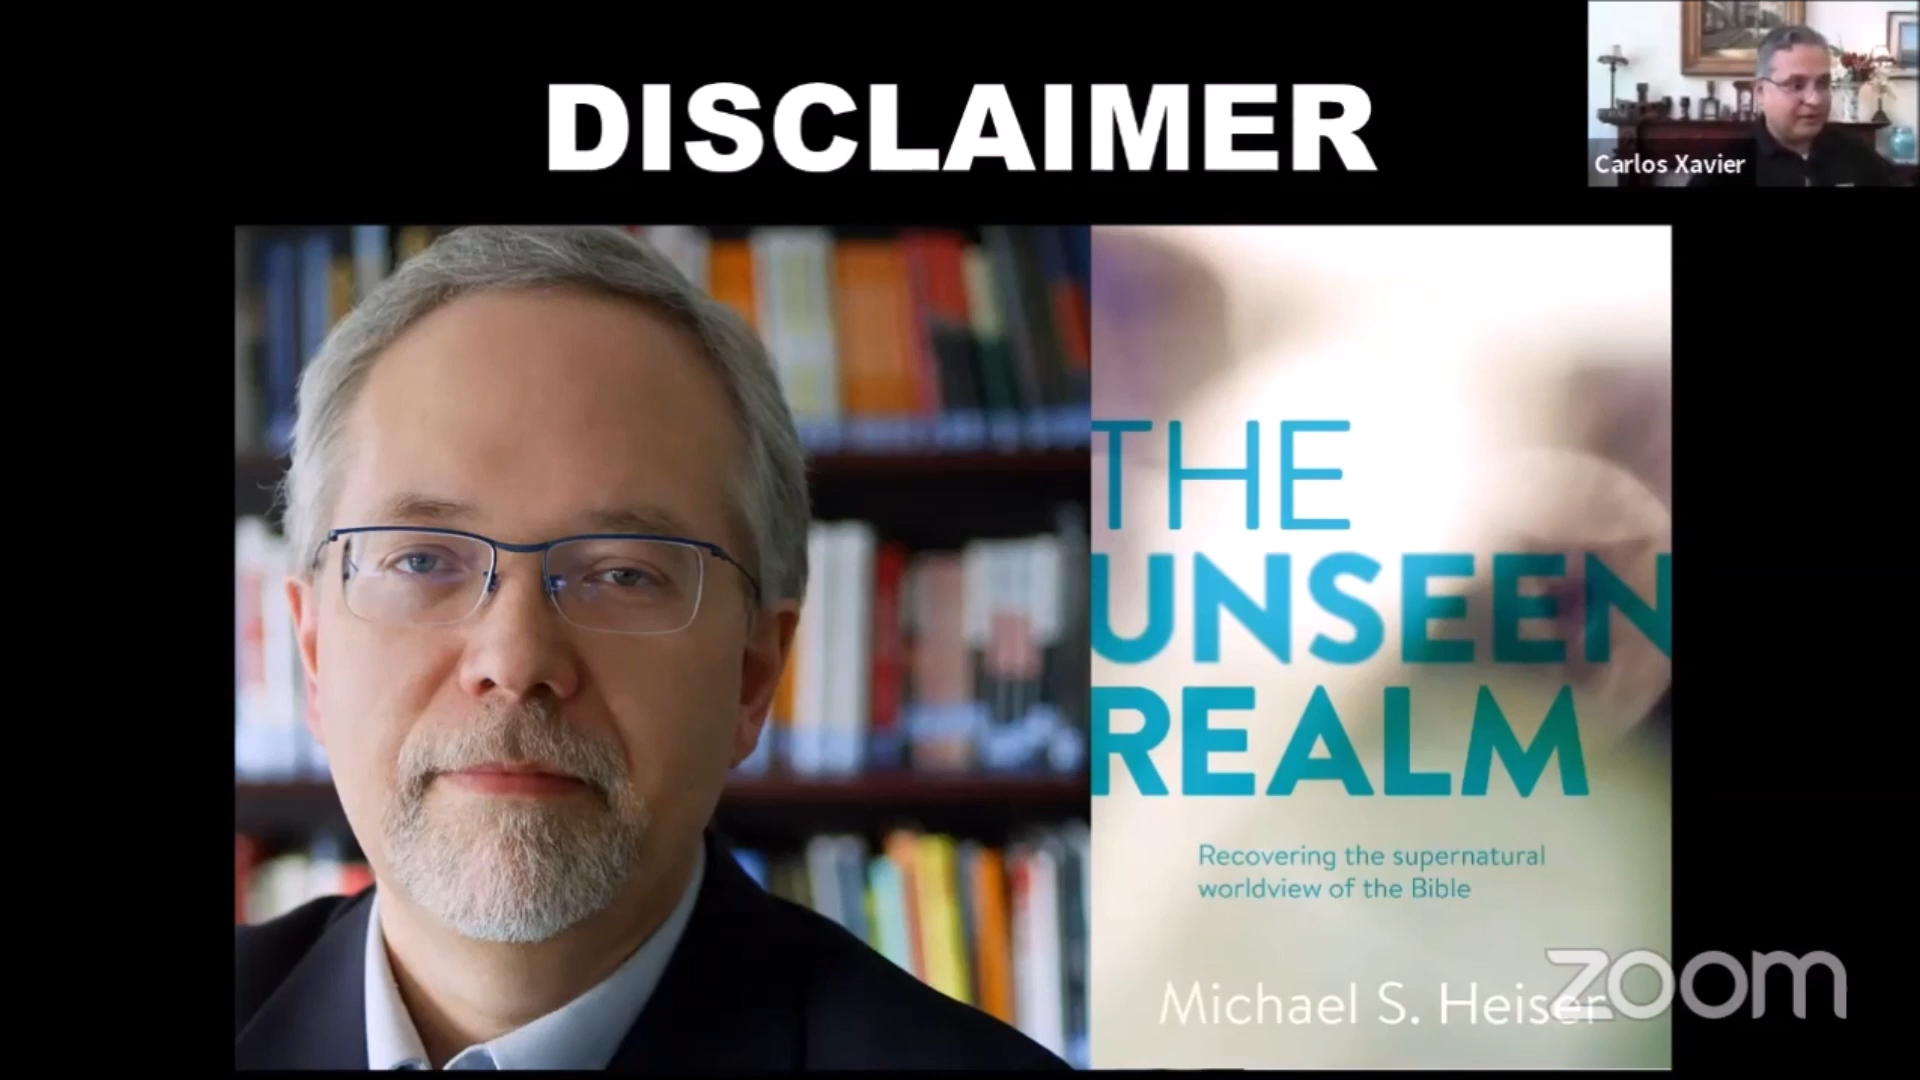 DISCLAIMER
Carlos Xavier
THE
UNSEEN
REALM
Recovering the supernatural
worldview of the Bible
Michael S. Heiser
zoom